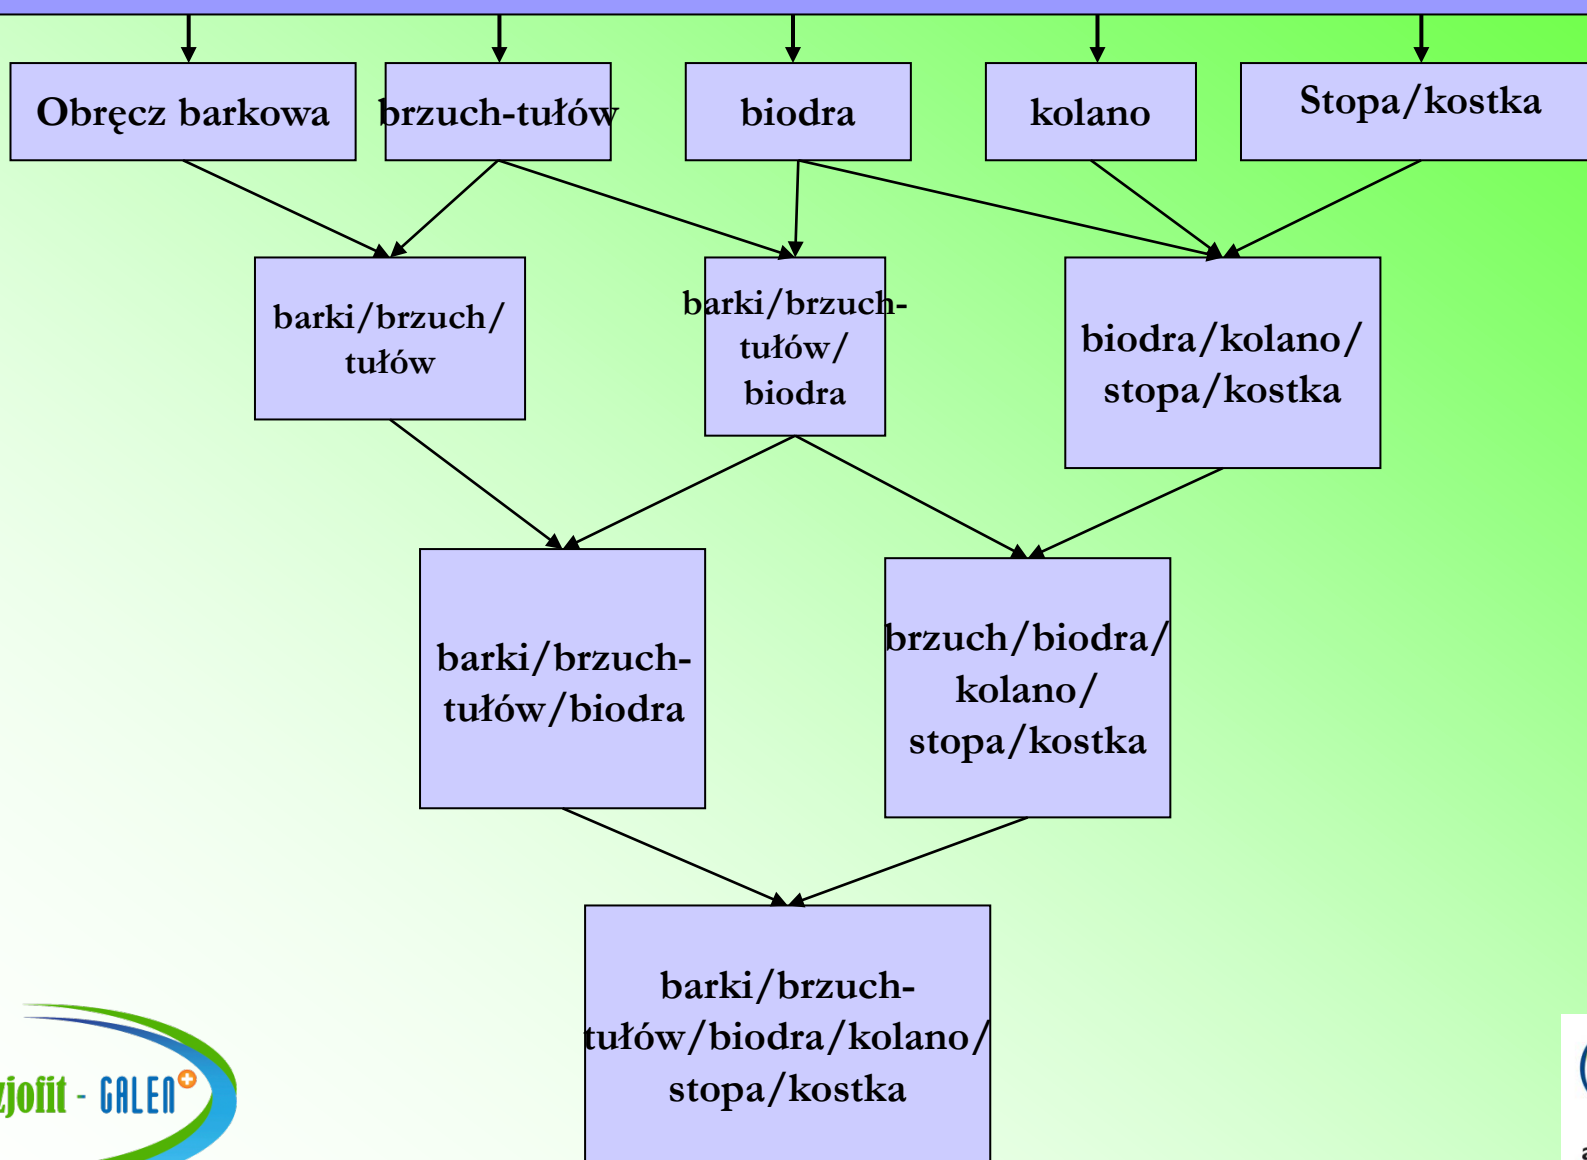 Obręcz barkowa
brzuch-tułów
biodra
kolano
Stopa/kostka
barki/brzuch/
tułów
barki/brzuch-
tułów/
biodra
biodra/kolano/
stopa/kostka
barki/brzuch-
tułów/biodra
brzuch/biodra/
kolano/
stopa/kostka
barki/brzuch-
tułów/biodra/kolano/
stopa/kostka
zjofit - GALEN